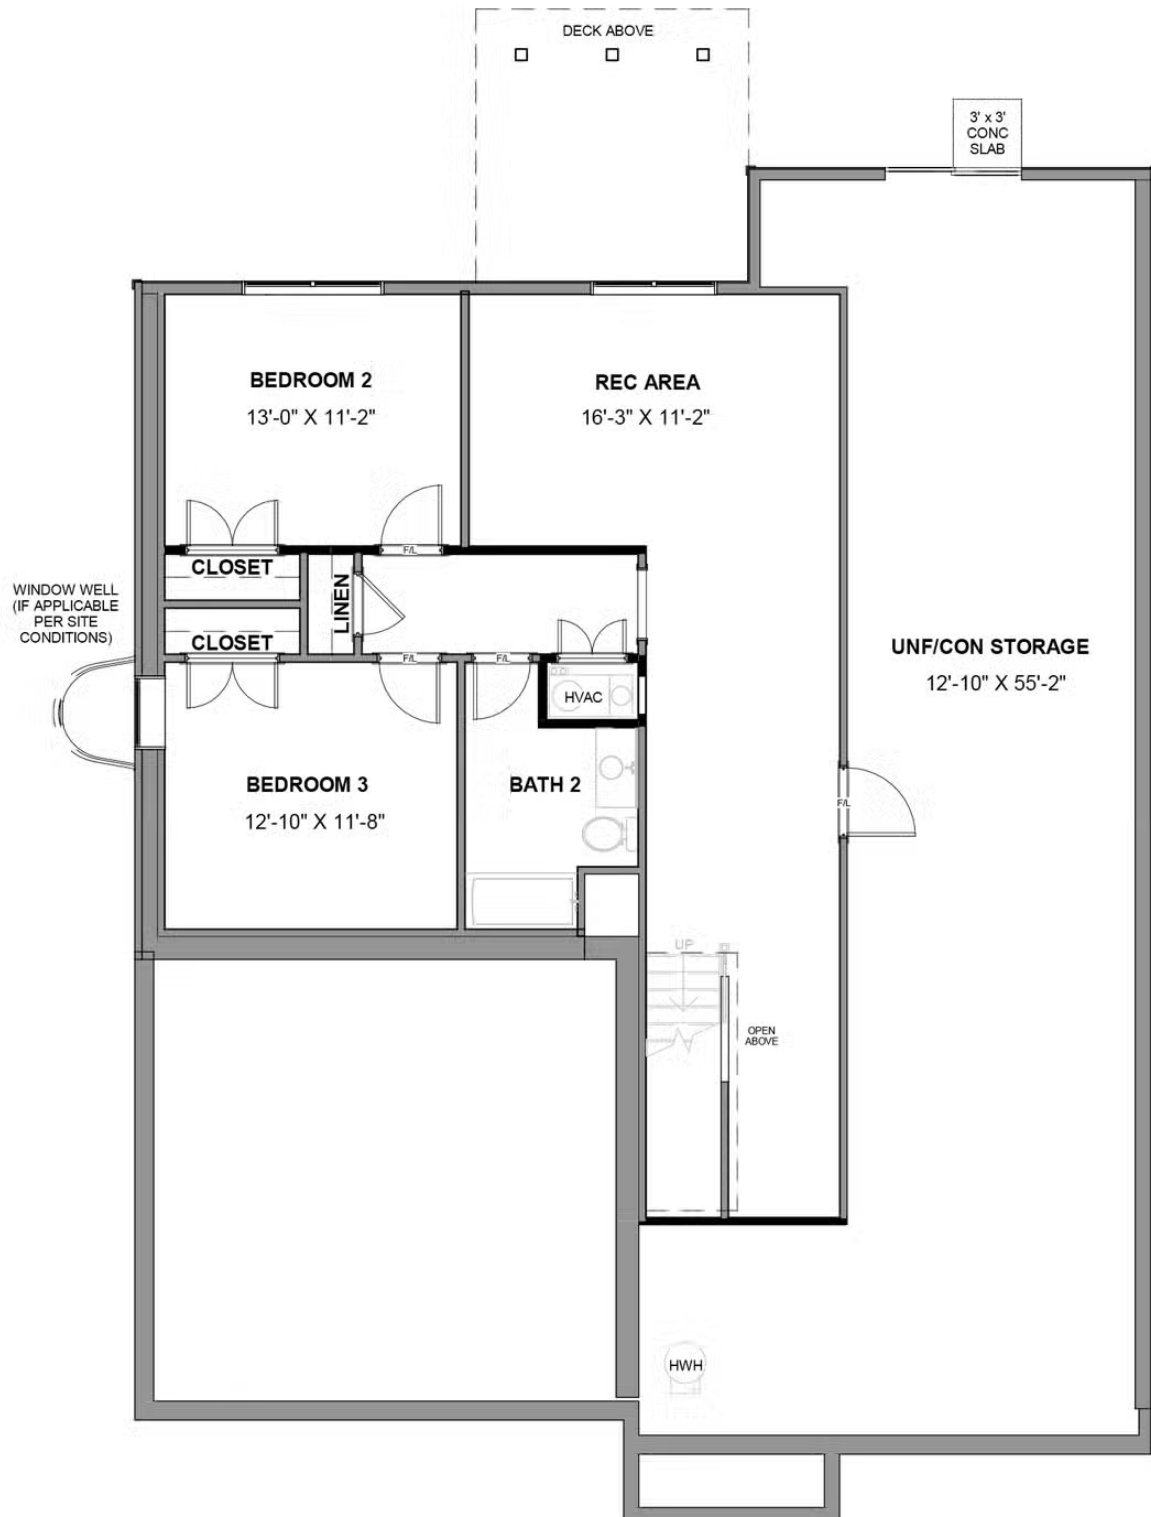 DECK ABOVE
3' x 3'
CONC
SLAB
BEDROOM 2
13'-0" X 11'-2"
REC AREA
16'-3" X 11'-2"
F/L
CLOSET
LINEN
WINDOW WELL
(IF APPLICABLE
PER SITE
CONDITIONS)
CLOSET
F/L
F/L
UNF/CON STORAGE
12'-10" X 55'-2"
HVAC
BEDROOM 3
12'-10" X 11'-8"
BATH 2
F/L
UP
OPEN
ABOVE
HWH